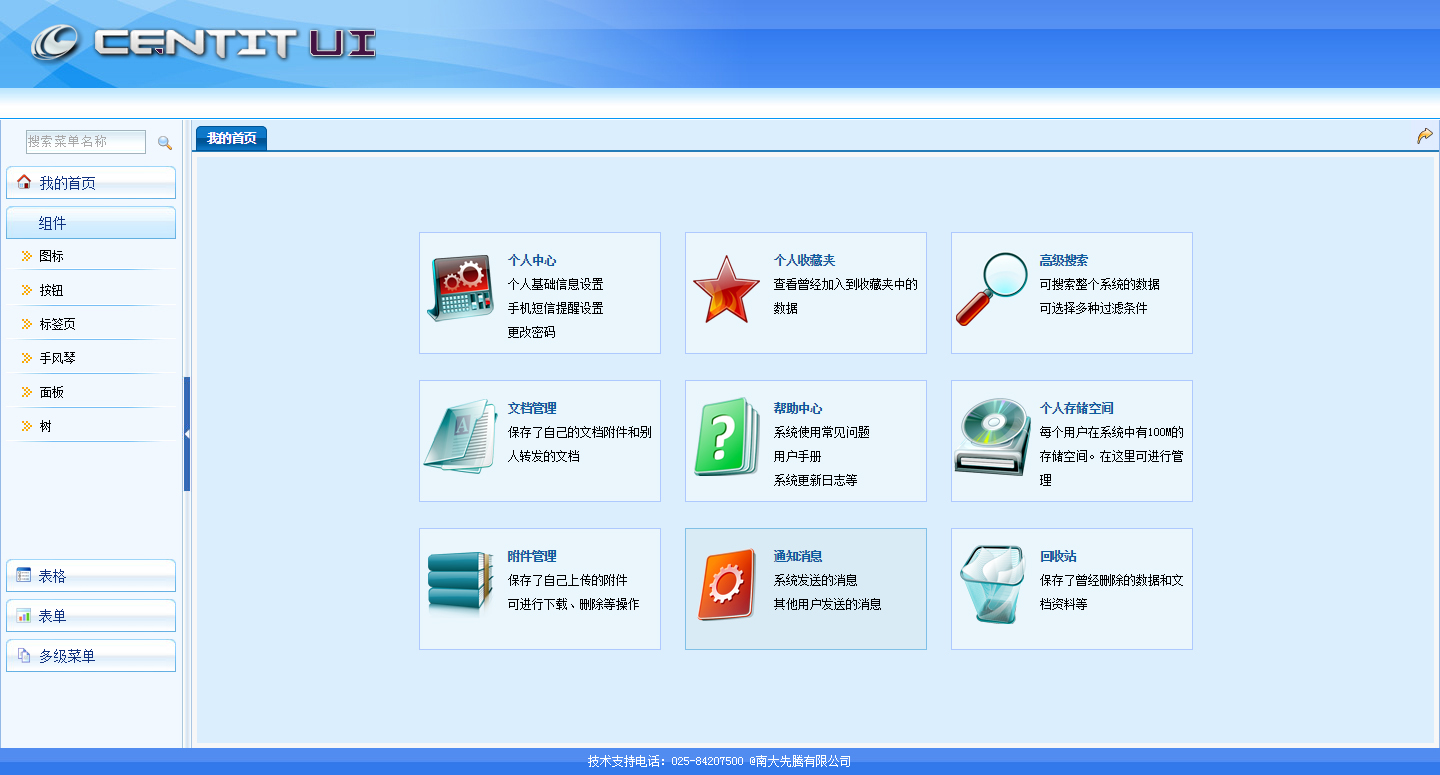 CENTIT UI
搜索菜单名称
我的首页
组件
图标
按钮
标签页
手风琴
面板
树
表格
表单
多级菜单
我的首页
个人中心
个人基础信息设置
手机短信提醒设置
更改密码
个人收藏夹
查看曾经加入到收藏夹中的
数据
高级搜索
可搜索整个系统的数据
可选择多种过滤条件
文档管理
保存了自己的文档附件和别
人转发的文档
帮助中心
系统使用常见问题
用户手册
系统更新日志等
个人存储空间
每个用户在系统中有100M的
存储空间。在这里可进行管
理
附件管理
保存了自己上传的附件
可进行下载、删除等操作
通知消息
系统发送的消息
其他用户发送的消息
回收站
保存了曾经删除的数据和文
档资料等
技术支持电话：025-84207500 @南大先腾有限公司